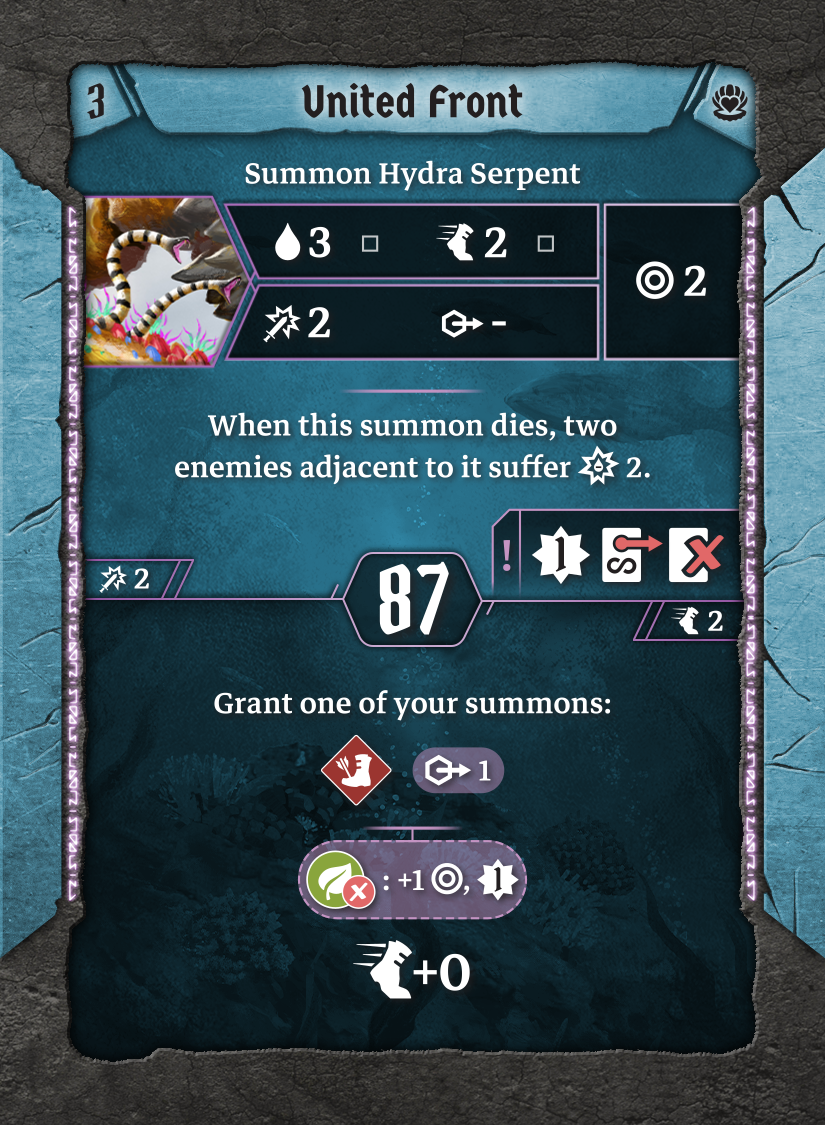 3
United Front
Summon Hydra Serpent
3 2
2
2 -
When this summon dies, two
enemies adjacent to it suffer 2.
! 1
2
87
2
Grant one of your summons:
1
: +1 , 1
+0